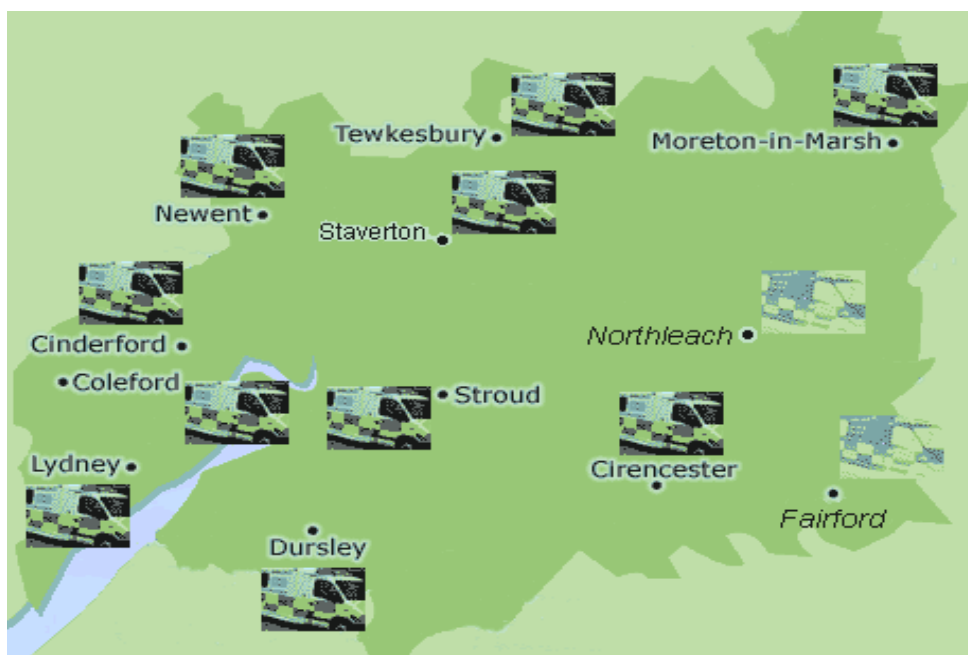 Tewkesbury
Moreton-in-Marsh
Newent
Staverton
Northleach
Cinderford
Coleford
Stroud
Lydney
Cirencester
Fairford
Dursley